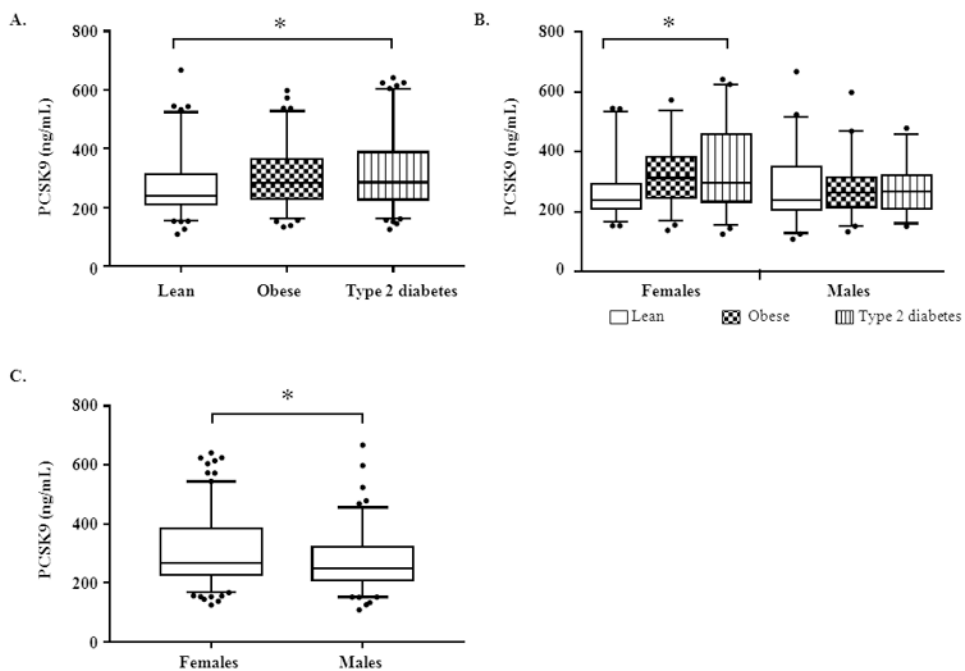 A.
*
800
600
400
200
0
PCSK9 (ng/mL)
Lean Obese Type 2 diabetes
B.
*
800
600
400
200
0
PCSK9 (ng/mL)
Females Males
Lean Obese Type 2 diabetes
C.
*
800
600
400
200
0
PCSK9 (ng/mL)
Females Males